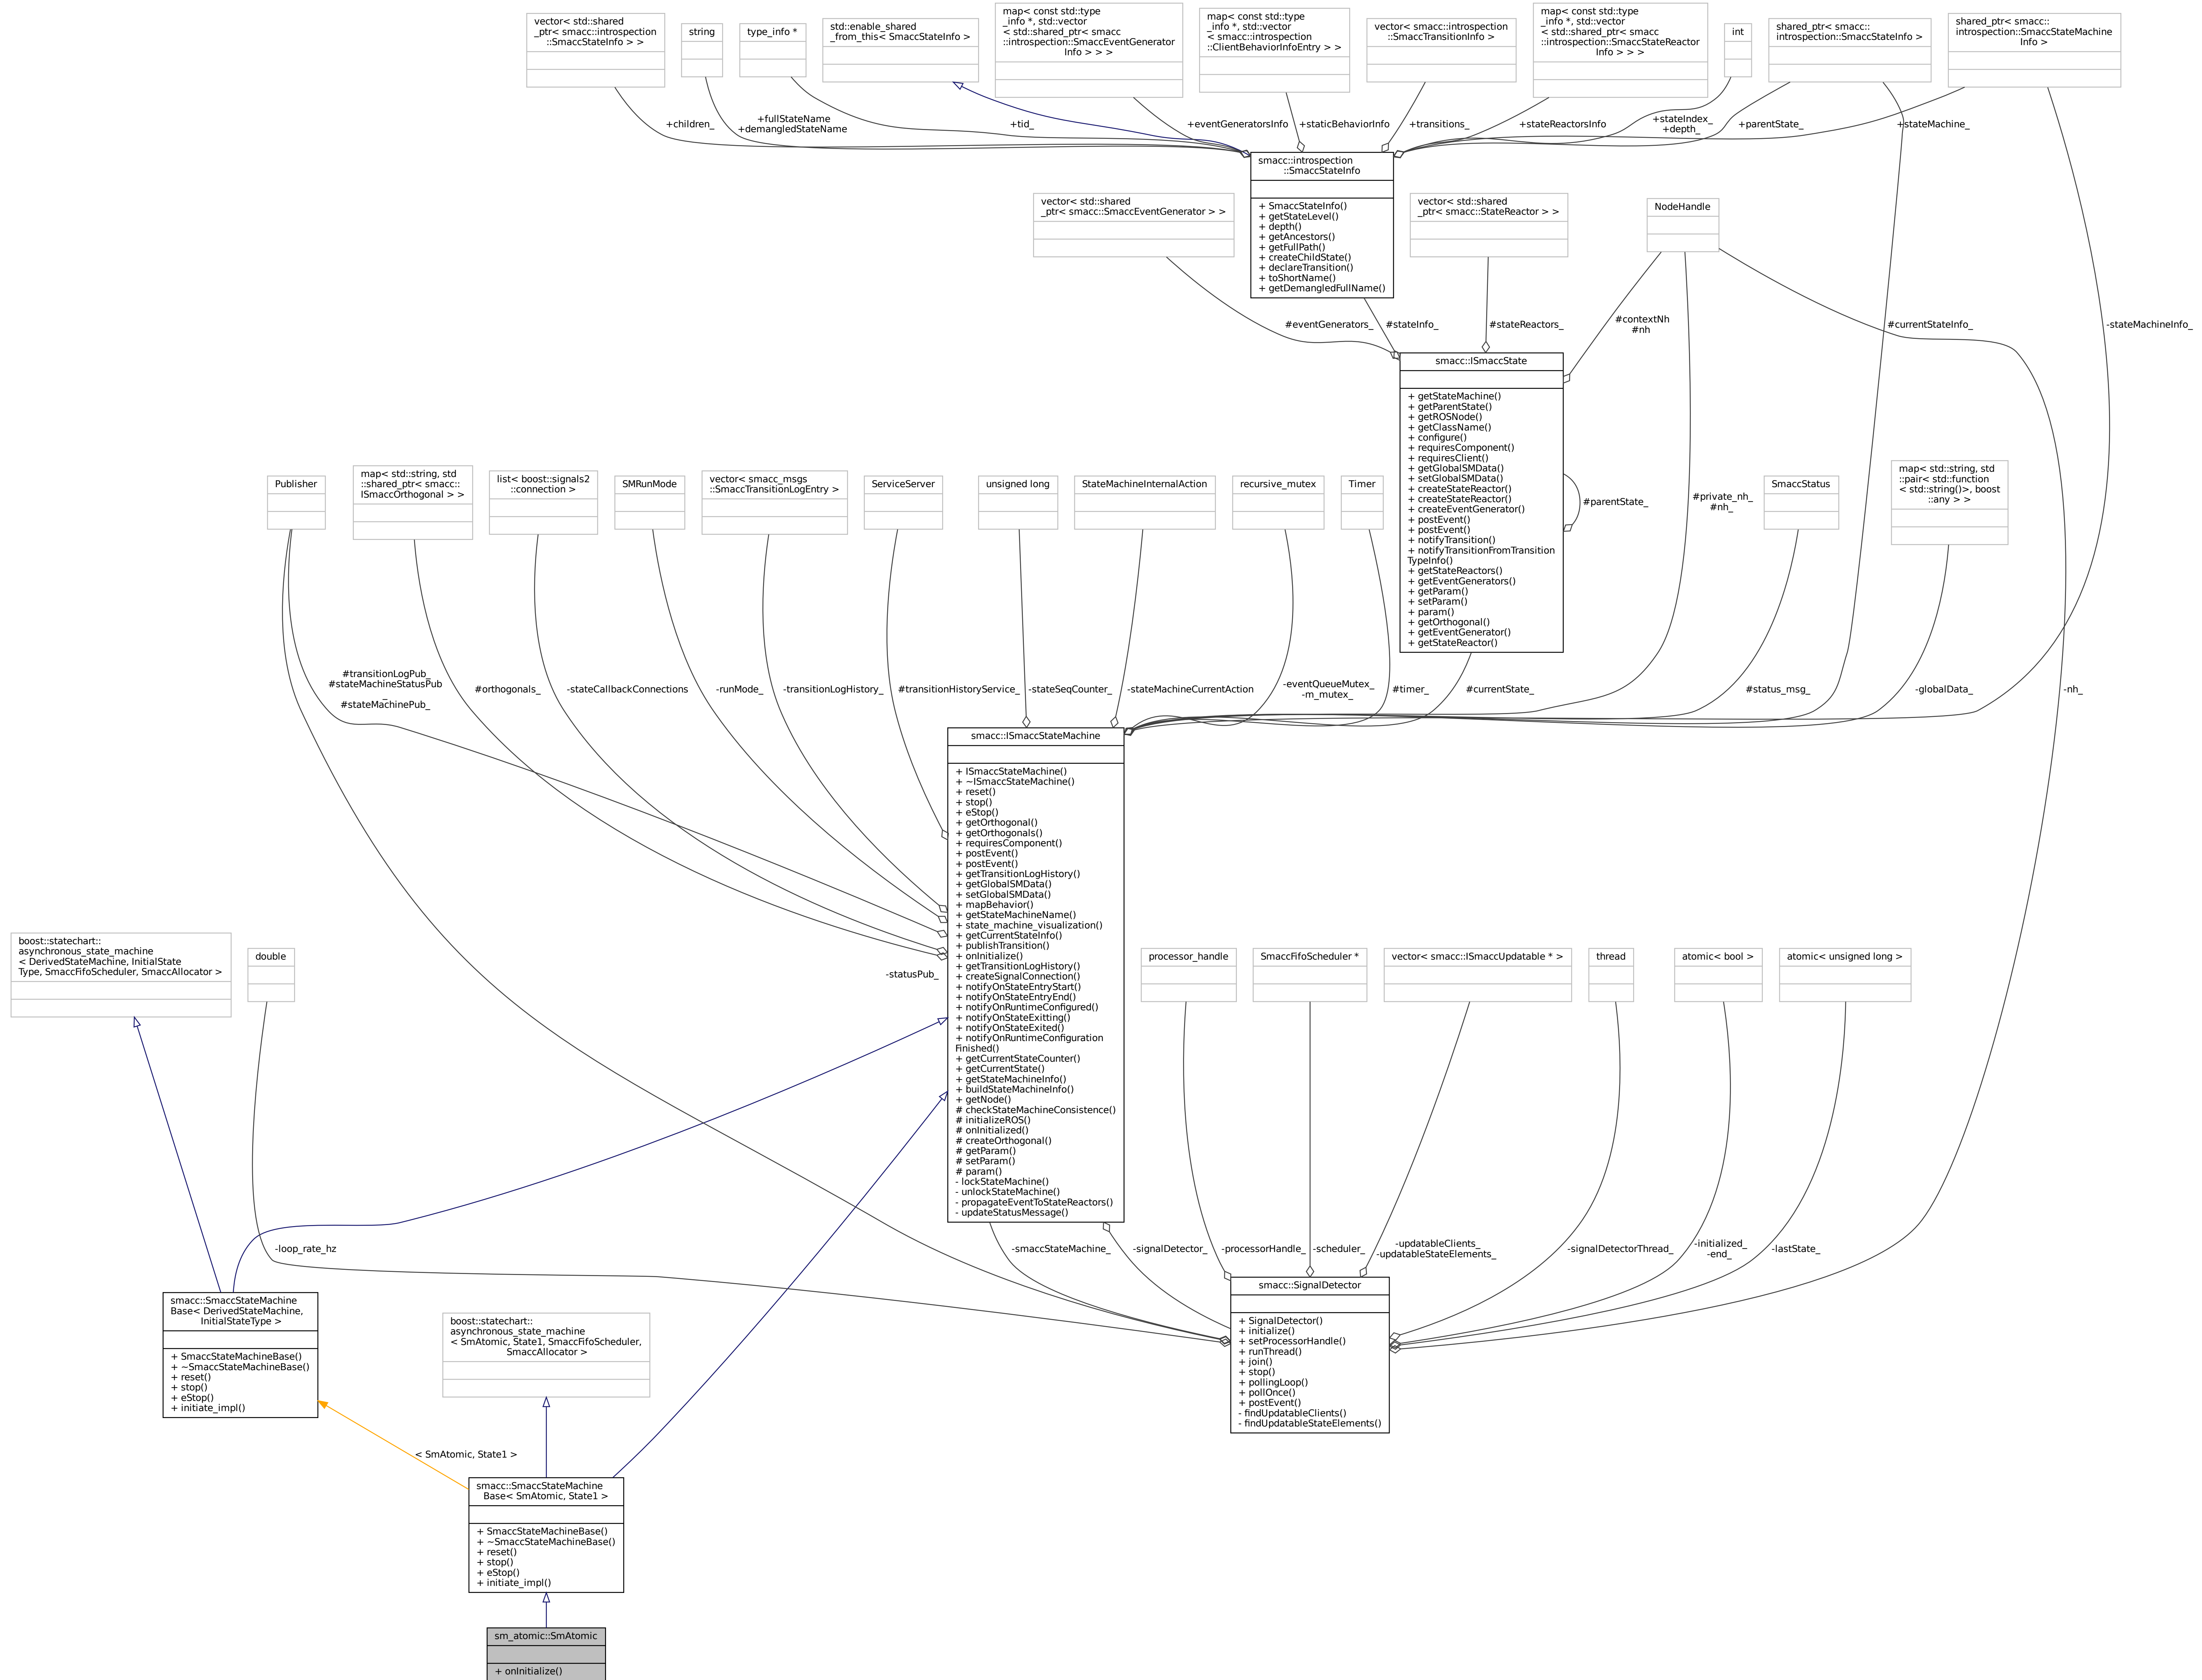 vector< std::shared
_ptr< smacc::introspection
::SmaccStateInfo > >
string
type_info *
std::enable_shared
_from_this< SmaccStateInfo >
map< const std::type
_info *, std::vector
< std::shared_ptr< smacc
::introspection::SmaccEventGenerator
Info > > >
map< const std::type
_info *, std::vector
< smacc::introspection
::ClientBehaviorInfoEntry > >
vector< smacc::introspection
::SmaccTransitionInfo >
map< const std::type
_info *, std::vector
< std::shared_ptr< smacc
::introspection::SmaccStateReactor
Info > > >
int
shared_ptr< smacc::
introspection::SmaccStateInfo >
shared_ptr< smacc::
introspection::SmaccStateMachine
Info >
+children_
+fullStateName
+demangledStateName
+tid_
+eventGeneratorsInfo
+staticBehaviorInfo
+transitions_
+stateReactorsInfo
+stateIndex_
+depth_
+parentState_
+stateMachine_
smacc::introspection
::SmaccStateInfo
+ SmaccStateInfo()
+ getStateLevel()
+ depth()
+ getAncestors()
+ getFullPath()
+ createChildState()
+ declareTransition()
+ toShortName()
+ getDemangledFullName()
vector< std::shared
_ptr< smacc::SmaccEventGenerator > >
vector< std::shared
_ptr< smacc::StateReactor > >
NodeHandle
#eventGenerators_
#stateInfo_
#stateReactors_
#contextNh
#nh
#currentStateInfo_
-stateMachineInfo_
smacc::ISmaccState
+ getStateMachine()
+ getParentState()
+ getROSNode()
+ getClassName()
+ configure()
+ requiresComponent()
+ requiresClient()
+ getGlobalSMData()
+ setGlobalSMData()
+ createStateReactor()
+ createStateReactor()
+ createEventGenerator()
+ postEvent()
+ postEvent()
+ notifyTransition()
+ notifyTransitionFromTransition
TypeInfo()
+ getStateReactors()
+ getEventGenerators()
+ getParam()
+ setParam()
+ param()
+ getOrthogonal()
+ getEventGenerator()
+ getStateReactor()
#parentState_
#private_nh_
#nh_
Publisher
map< std::string, std
::shared_ptr< smacc::
ISmaccOrthogonal > >
list< boost::signals2
::connection >
SMRunMode
vector< smacc_msgs
::SmaccTransitionLogEntry >
ServiceServer
unsigned long
StateMachineInternalAction
recursive_mutex
Timer
SmaccStatus
map< std::string, std
::pair< std::function
< std::string()>, boost
::any > >
#transitionLogPub_
#stateMachineStatusPub
_
#stateMachinePub_
#orthogonals_
-stateCallbackConnections
-runMode_
-transitionLogHistory_
#transitionHistoryService_
-stateSeqCounter_
-stateMachineCurrentAction
-eventQueueMutex_
-m_mutex_
#timer_
#currentState_
#status_msg_
-globalData_
-nh_
smacc::ISmaccStateMachine
+ ISmaccStateMachine()
+ ~ISmaccStateMachine()
+ reset()
+ stop()
+ eStop()
+ getOrthogonal()
+ getOrthogonals()
+ requiresComponent()
+ postEvent()
+ postEvent()
+ getTransitionLogHistory()
+ getGlobalSMData()
+ setGlobalSMData()
+ mapBehavior()
+ getStateMachineName()
+ state_machine_visualization()
+ getCurrentStateInfo()
+ publishTransition()
+ onInitialize()
+ getTransitionLogHistory()
+ createSignalConnection()
+ notifyOnStateEntryStart()
+ notifyOnStateEntryEnd()
+ notifyOnRuntimeConfigured()
+ notifyOnStateExitting()
+ notifyOnStateExited()
+ notifyOnRuntimeConfiguration
Finished()
+ getCurrentStateCounter()
+ getCurrentState()
+ getStateMachineInfo()
+ buildStateMachineInfo()
+ getNode()
# checkStateMachineConsistence()
# initializeROS()
# onInitialized()
# createOrthogonal()
# getParam()
# setParam()
# param()
- lockStateMachine()
- unlockStateMachine()
- propagateEventToStateReactors()
- updateStatusMessage()
boost::statechart::
asynchronous_state_machine
< DerivedStateMachine, InitialState
Type, SmaccFifoScheduler, SmaccAllocator >
double
-statusPub_
processor_handle
SmaccFifoScheduler *
vector< smacc::ISmaccUpdatable * >
thread
atomic< bool >
atomic< unsigned long >
-loop_rate_hz
-smaccStateMachine_
-signalDetector_
-processorHandle_
-scheduler_
-updatableClients_
-updatableStateElements_
-signalDetectorThread_
-initialized_
-end_
-lastState_
smacc::SignalDetector
+ SignalDetector()
+ initialize()
+ setProcessorHandle()
+ runThread()
+ join()
+ stop()
+ pollingLoop()
+ pollOnce()
+ postEvent()
- findUpdatableClients()
- findUpdatableStateElements()
smacc::SmaccStateMachine
Base< DerivedStateMachine,
InitialStateType >
+ SmaccStateMachineBase()
+ ~SmaccStateMachineBase()
+ reset()
+ stop()
+ eStop()
+ initiate_impl()
boost::statechart::
asynchronous_state_machine
< SmAtomic, State1, SmaccFifoScheduler,
SmaccAllocator >
< SmAtomic, State1 >
smacc::SmaccStateMachine
Base< SmAtomic, State1 >
+ SmaccStateMachineBase()
+ ~SmaccStateMachineBase()
+ reset()
+ stop()
+ eStop()
+ initiate_impl()
sm_atomic::SmAtomic
+ onInitialize()